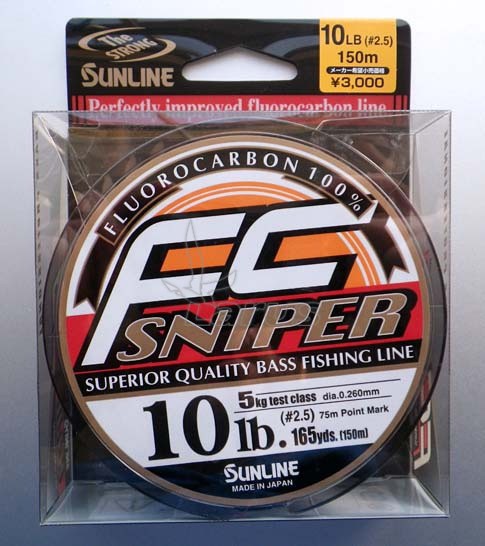 The
STRONG
SUNLINE
10LB (#2.5)
150m
メーカー希望小売価格
¥3,000
Perfectly improved fluorocarbon line
FLUOROCARBON 100%
FC
SNIPER
SUPERIOR QUALITY BASS FISHING LINE
5kg test class dia.0.260mm
(#2.5) 75m Point Mark
10lb. 165yds. (150m)
SUNLINE
MADE IN JAPAN